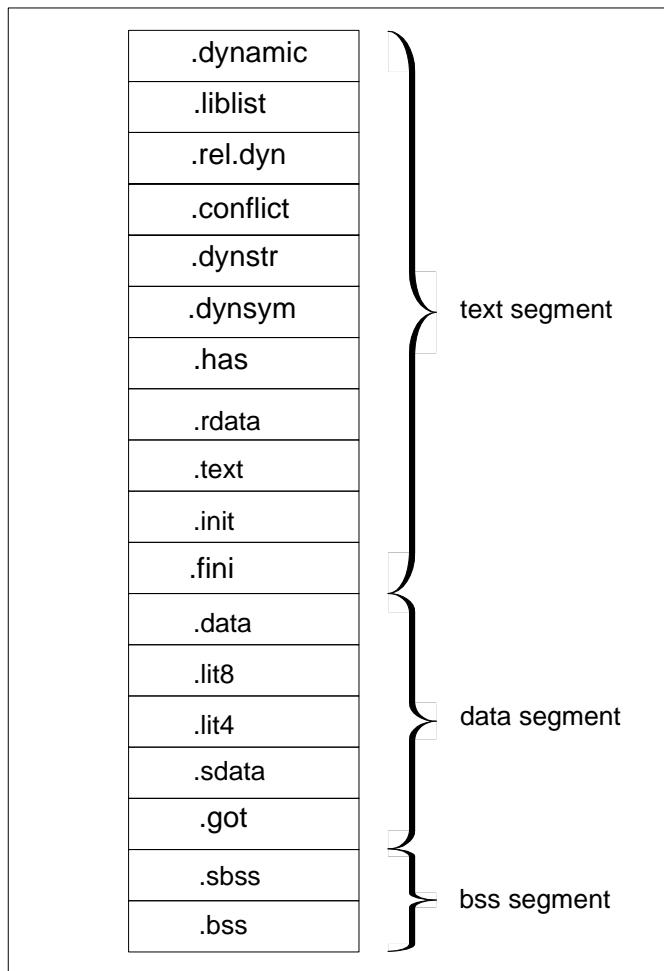 .dynamic
.liblist
.rel.dyn
.conflict
.dynstr
.dynsym
.has
.rdata
.text
.init
.fini
.data
.lit8
.lit4
.sdata
.got
.sbss
.bss
text segment
data segment
bss segment